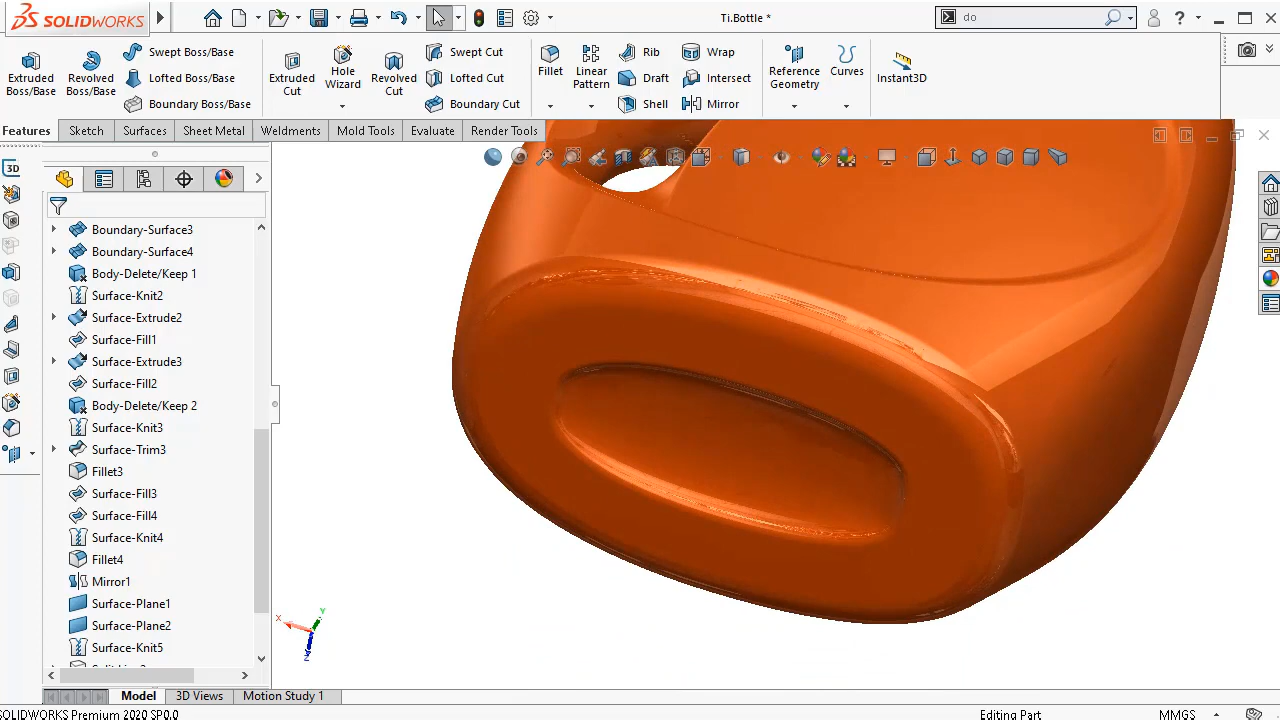 SOLIDWORKS
Ti.Bottle *
do
?
Extruded
Boss/Base
Revolved
Boss/Base
Swept Boss/Base
Lofted Boss/Base
Boundary Boss/Base
Extruded
Cut
Hole
Wizard
Revolved
Cut
Swept Cut
Lofted Cut
Boundary Cut
Fillet
Linear
Pattern
Rib
Draft
Shell
Wrap
Intersect
Mirror
Reference
Geometry
Curves
Instant3D
Features
Sketch
Surfaces
Sheet Metal
Weldments
Mold Tools
Evaluate
Render Tools
3D
Boundary-Surface3
Boundary-Surface4
Body-Delete/Keep 1
Surface-Knit2
Surface-Extrude2
Surface-Fill1
Surface-Extrude3
Surface-Fill2
Body-Delete/Keep 2
Surface-Knit3
Surface-Trim3
Fillet3
Surface-Fill3
Surface-Fill4
Surface-Knit4
Fillet4
Mirror1
Surface-Plane1
Surface-Plane2
Surface-Knit5
X
Y
Z
Model
3D Views
Motion Study 1
SOLIDWORKS Premium 2020 SP0.0
Editing Part
MMGS